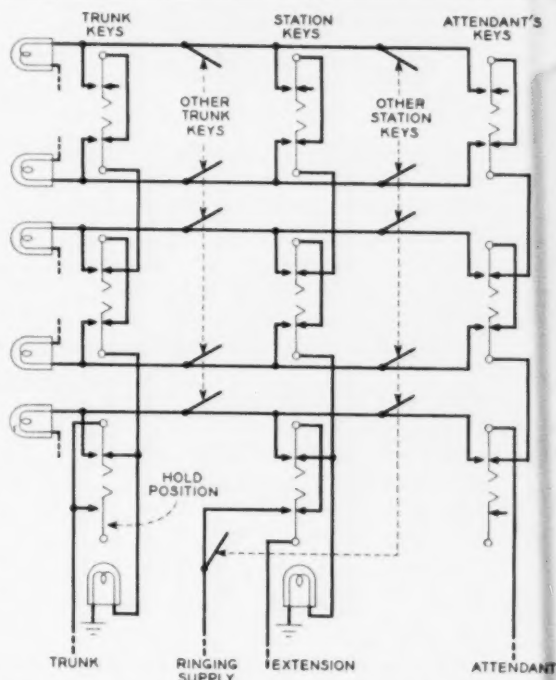 TRUNK
KEYS
STATION
KEYS
ATTENDANT'S
KEYS
OTHER
TRUNK
KEYS
OTHER
STATION
KEYS
HOLD
POSITION
TRUNK
RINGING
SUPPLY
EXTENSION
ATTENDANT